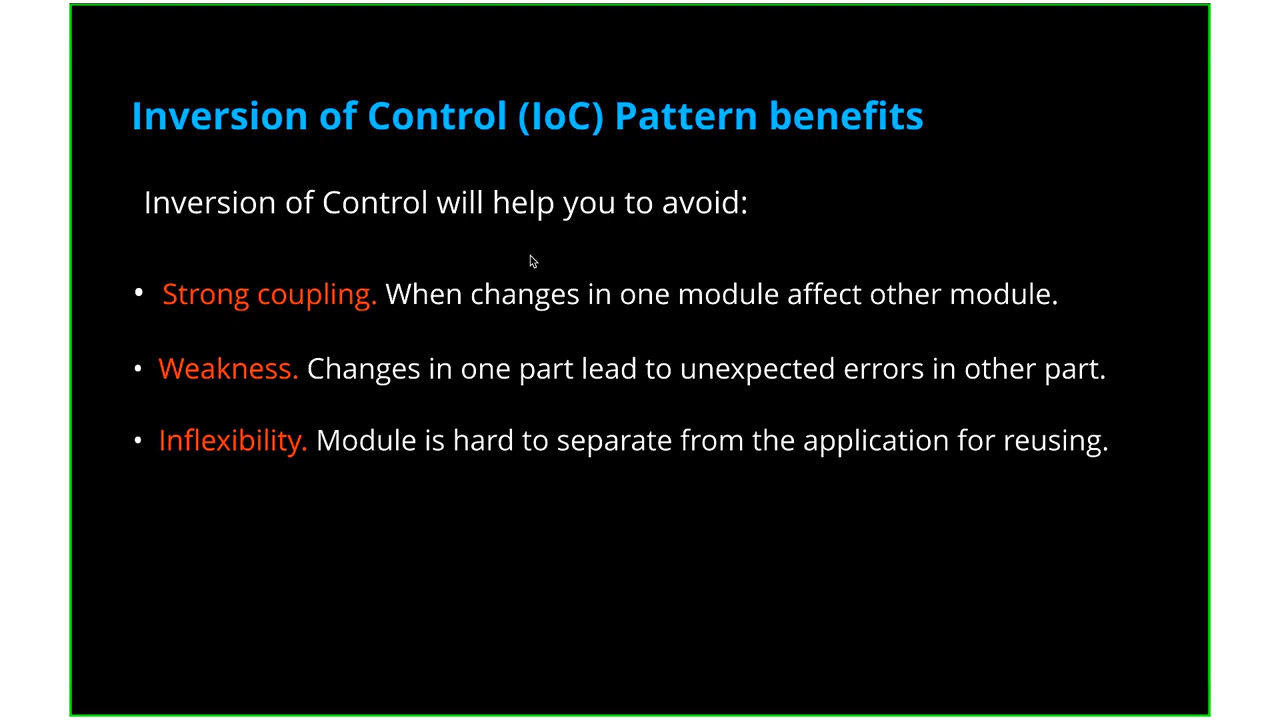 Inversion of Control (IoC) Pattern benefits
Inversion of Control will help you to avoid:
• Strong coupling. When changes in one module affect other module.
• Weakness. Changes in one part lead to unexpected errors in other part.
• Inflexibility. Module is hard to separate from the application for reusing.